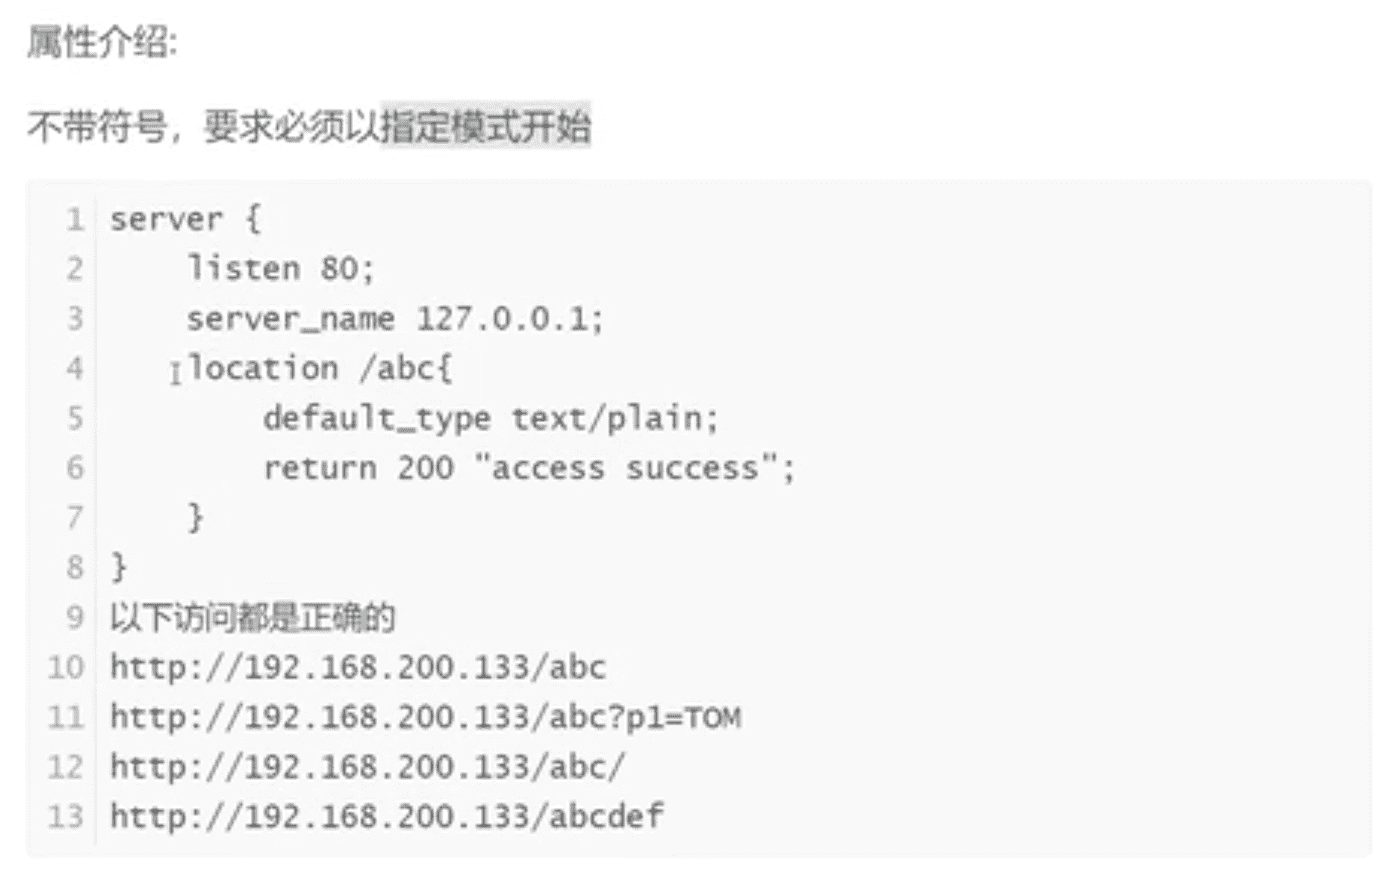 属性介绍:
不带符号，要求必须以指定模式开始
1 server {
2     listen 80;
3     server_name 127.0.0.1;
4     location /abc{
5         default_type text/plain;
6         return 200 "access success";
7     }
8 }
9 以下访问都是正确的
10 http://192.168.200.133/abc
11 http://192.168.200.133/abc?p1=TOM
12 http://192.168.200.133/abc/
13 http://192.168.200.133/abcdef